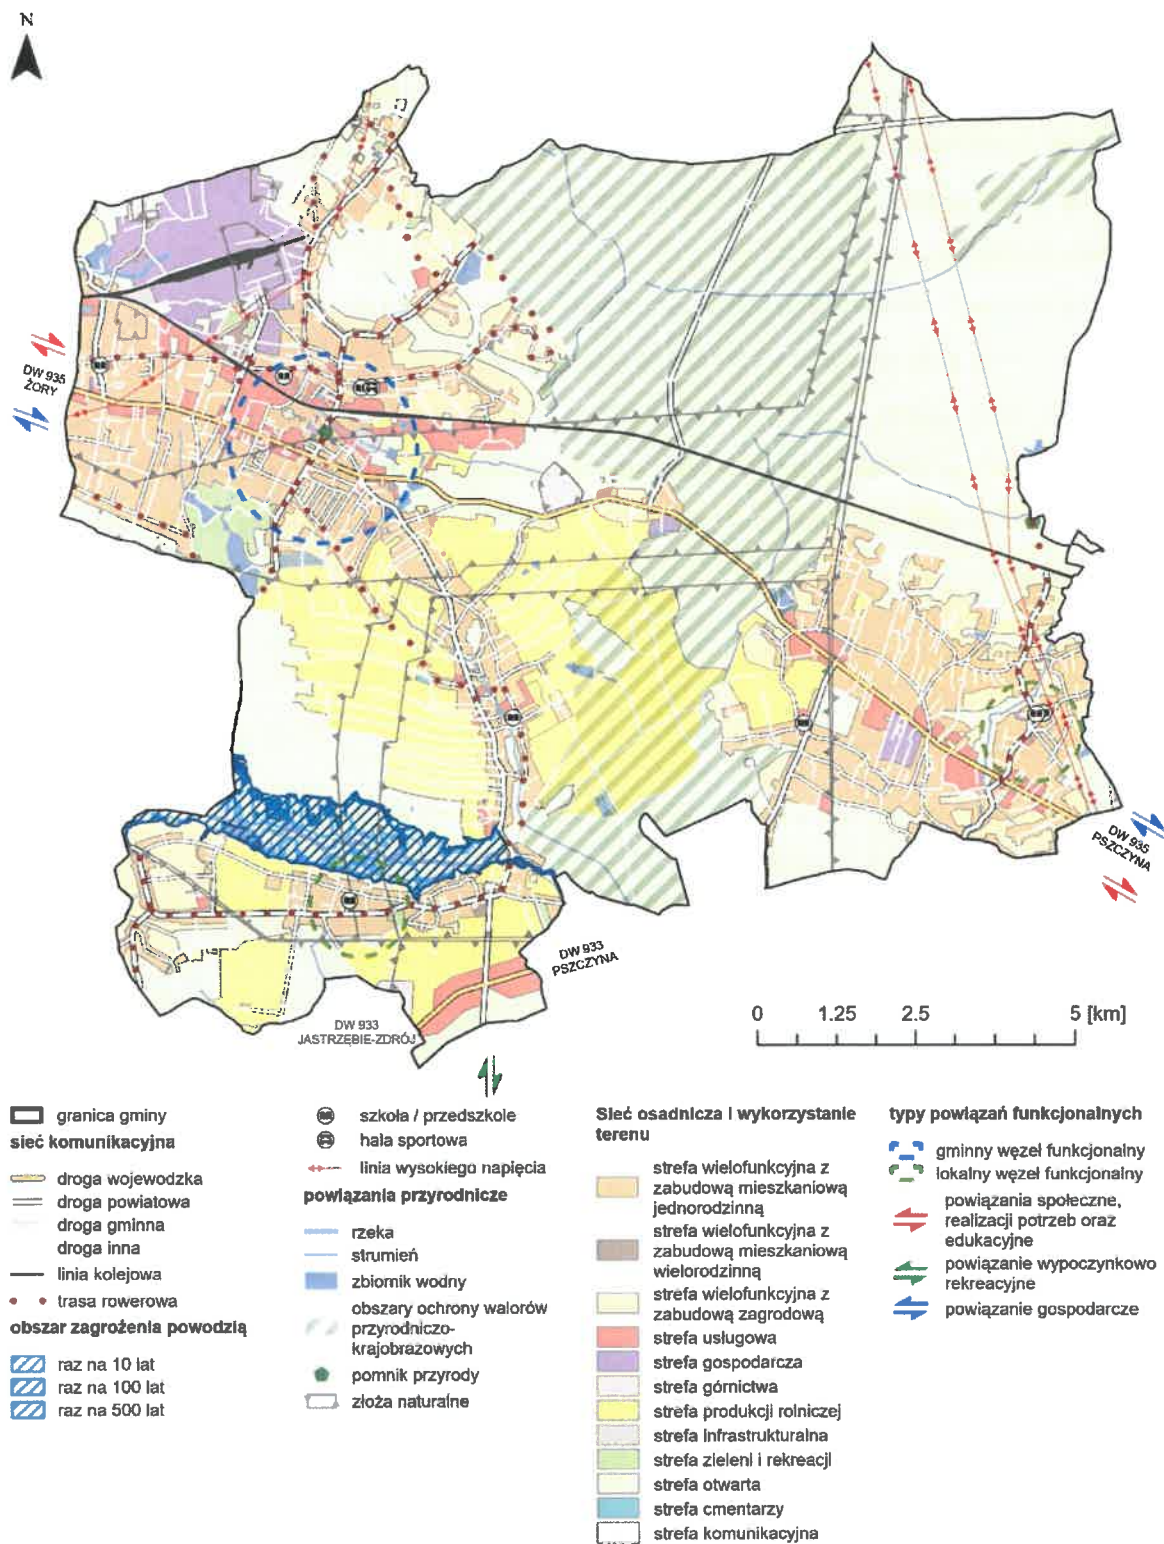 N
DW 935
ŻORY
DW 935
PSZCZYNA
DW 933
PSZCZYNA
DW 933
JASTRZĘBIE-ZDRÓJ
0 1.25 2.5 5 [km]
granica gminy
sieć komunikacyjna
droga wojewodzka
droga powiatowa
droga gminna
droga inna
linia kolejowa
trasa rowerowa
obszar zagrożenia powodzią
raz na 10 lat
raz na 100 lat
raz na 500 lat
szkoła / przedszkole
hala sportowa
linia wysokiego napięcia
powiązania przyrodnicze
rzeka
strumień
zbiornik wodny
obszary ochrony walorów
przyrodniczo-
krajobrazowych
pomnik przyrody
złoża naturalne
Sieć osadnicza i wykorzystanie
terenu
strefa wielofunkcyjna z
zabudową mieszkaniową
jednorodzinną
strefa wielofunkcyjna z
zabudową mieszkaniową
wielorodzinną
strefa wielofunkcyjna z
zabudową zagrodową
strefa usługowa
strefa gospodarcza
strefa górnictwa
strefa produkcji rolniczej
strefa infrastrukturalna
strefa zieleni i rekreacji
strefa otwarta
strefa cmentarzy
strefa komunikacyjna
typy powiązań funkcjonalnych
gminny węzeł funkcjonalny
lokalny węzeł funkcjonalny
powiązania społeczne,
realizacji potrzeb oraz
edukacyjne
powiązanie wypoczynkowo
rekreacyjne
powiązanie gospodarcze